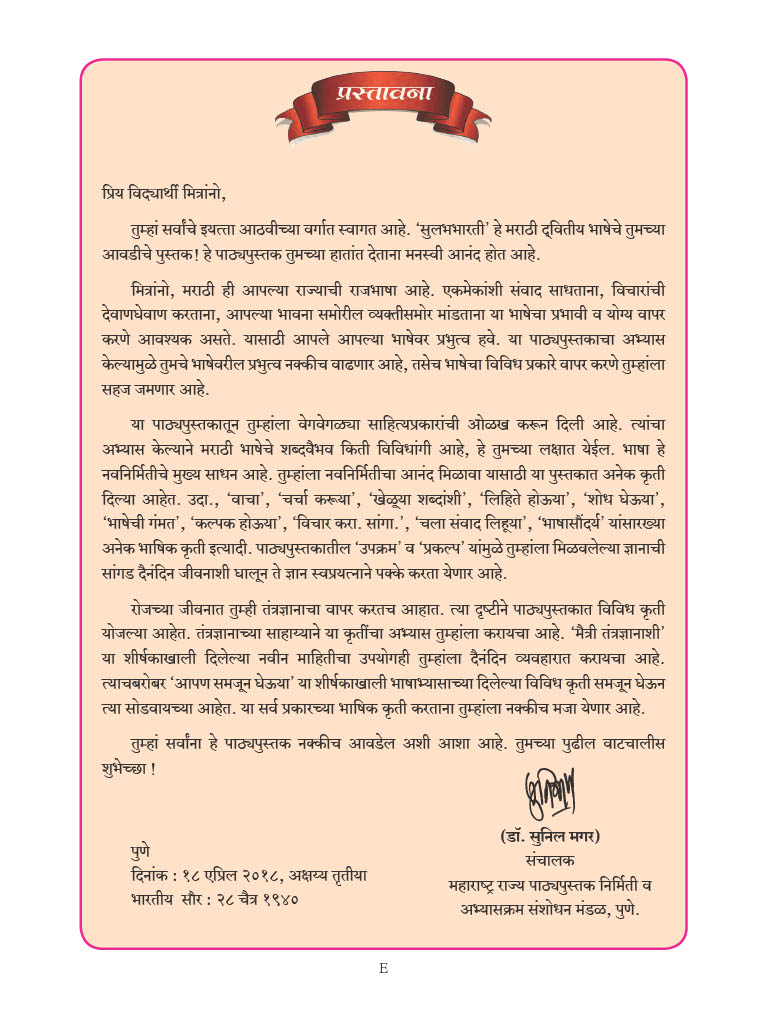 प्रस्तावना
प्रिय विद्यार्थी मित्रांनो,
तुम्हां सर्वांचे इयत्ता आठवीच्या वर्गात स्वागत आहे. ‘सुलभभारती’ हे मराठी द्‌वितीय भाषेचे तुमच्या
आवडीचे पुस्तक! हे पाठ्यपुस्तक तुमच्या हातांत देताना मनस्वी आनंद होत आहे.
मित्रांनो, मराठी ही आपल्या राज्याची राजभाषा आहे. एकमेकांशी संवाद साधताना, विचारांची
देवाणघेवाण करताना, आपल्या भावना समोरील व्यक्तीसमोर मांडताना या भाषेचा प्रभावी व योग्य वापर
करणे आवश्यक असते. यासाठी आपले आपल्या भाषेवर प्रभुत्व हवे. या पाठ्यपुस्तकाचा अभ्यास
केल्यामुळे तुमचे भाषेवरील प्रभुत्व नक्कीच वाढणार आहे, तसेच भाषेचा विविध प्रकारे वापर करणे तुम्हांला
सहज जमणार आहे.
या पाठ्यपुस्तकातून तुम्हांला वेगवेगळ्या साहित्यप्रकारांची ओळख करून दिली आहे. त्यांचा
अभ्यास केल्याने मराठी भाषेचे शब्दवैभव किती विविधांगी आहे, हे तुमच्या लक्षात येईल. भाषा हे
नवनिर्मितीचे मुख्य साधन आहे. तुम्हांला नवनिर्मितीचा आनंद मिळावा यासाठी या पुस्तकात अनेक कृती
दिल्या आहेत. उदा., ‘वाचा’, ‘चर्चा करूया’, ‘खेळूया शब्दांशी’, ‘लिहिते होऊया’, ‘शोध घेऊया’,
‘भाषेची गंमत’, ‘कल्पक होऊया’, ‘विचार करा. सांगा.’, ‘चला संवाद लिहूया’, ‘भाषासौंदर्य’ यांसारख्या
अनेक भाषिक कृती इत्यादी. पाठ्यपुस्तकातील ‘उपक्रम’ व ‘प्रकल्प’ यांमुळे तुम्हांला मिळवलेल्या ज्ञानाची
सांगड दैनंदिन जीवनाशी घालून ते ज्ञान स्वप्रयत्नाने पक्के करता येणार आहे.
रोजच्या जीवनात तुम्ही तंत्रज्ञानाचा वापर करतच आहात. त्या दृष्टीने पाठ्यपुस्तकात विविध कृती
योजल्या आहेत. तंत्रज्ञानाच्या साहाय्याने या कृतींचा अभ्यास तुम्हांला करायचा आहे. ‘मैत्री तंत्रज्ञानाशी’
या शीर्षकाखाली दिलेल्या नवीन माहितीचा उपयोगही तुम्हांला दैनंदिन व्यवहारात करायचा आहे.
त्याचबरोबर ‘आपण समजून घेऊया’ या शीर्षकाखाली भाषाभ्यासाच्या दिलेल्या विविध कृती समजून घेऊन
त्या सोडवायच्या आहेत. या सर्व प्रकारच्या भाषिक कृती करताना तुम्हांला नक्कीच मजा येणार आहे.
तुम्हां सर्वांना हे पाठ्यपुस्तक नक्कीच आवडेल अशी आशा आहे. तुमच्या पुढील वाटचालीस
शुभेच्छा !
(डॉ. सुनिल मगर)
संचालक
महाराष्ट्र राज्य पाठ्यपुस्तक निर्मिती व
अभ्यासक्रम संशोधन मंडळ, पुणे.
पुणे
दिनांक : १८ एप्रिल २०१८, अक्षय्य तृतीया
भारतीय सौर : २८ चैत्र १९४०
E